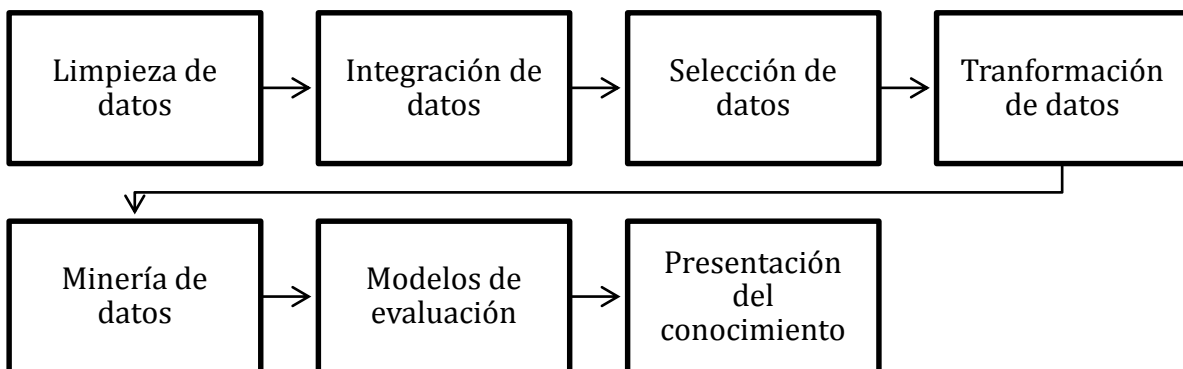 Limpieza de
datos
Integración de
datos
Selección de
datos
Tranformación
de datos
Minería de
datos
Modelos de
evaluación
Presentación
del
conocimiento